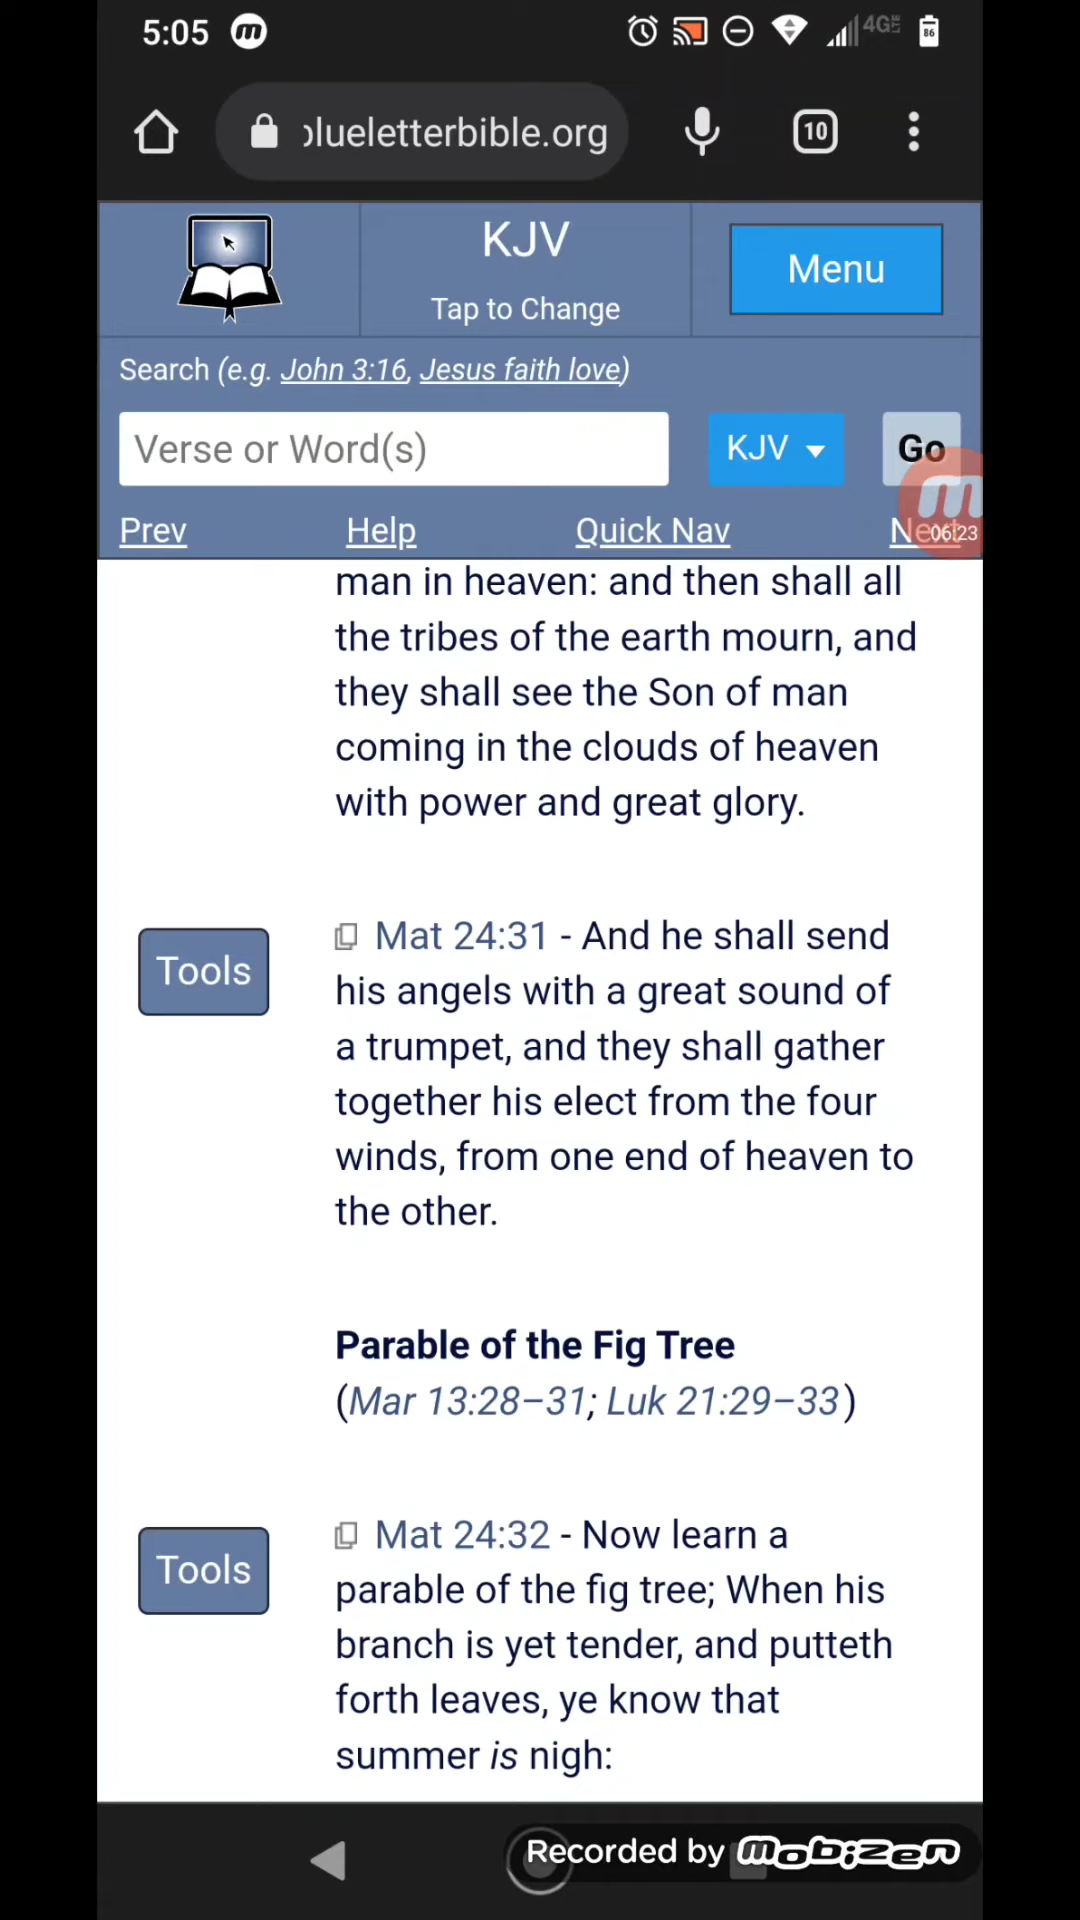 5:05
4GE
86
blueletterbible.org
10
KJV
Tap to Change
Menu
Search (e.g. John 3:16, Jesus faith love)
Verse or Word(s)
KJV
Go
Prev
Help
Quick Nav
Next
06:23
man in heaven: and then shall all
the tribes of the earth mourn, and
they shall see the Son of man
coming in the clouds of heaven
with power and great glory.
Tools
Mat 24:31 - And he shall send
his angels with a great sound of
a trumpet, and they shall gather
together his elect from the four
winds, from one end of heaven to
the other.
Parable of the Fig Tree
(Mar 13:28–31; Luk 21:29–33)
Tools
Mat 24:32 - Now learn a
parable of the fig tree; When his
branch is yet tender, and putteth
forth leaves, ye know that
summer is nigh:
Recorded by mobizen